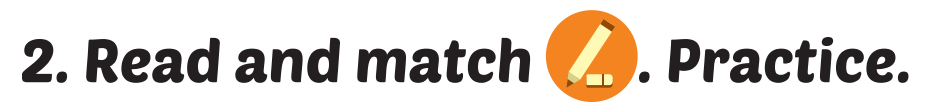 2. Read and match . Practice.